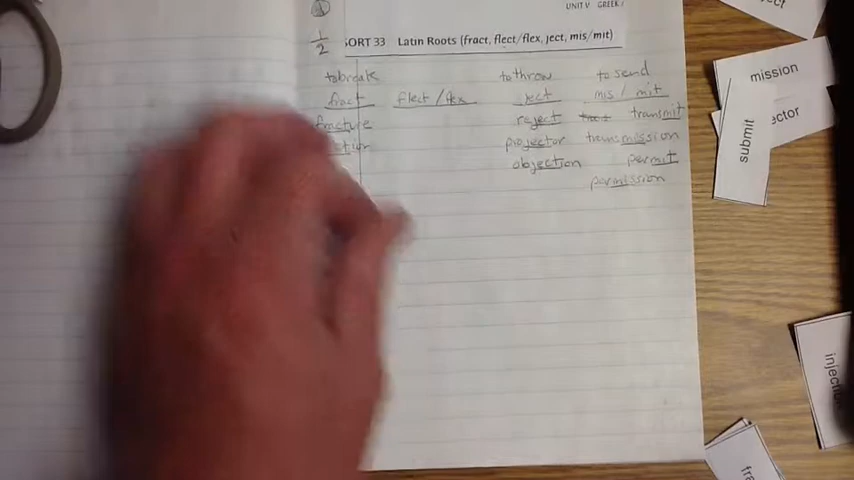 UNIT V GREEK
1/2 SORT 33 Latin Roots (fract, flect/flex, ject, mis/mit)
to break to throw to send
fract flect / flex ject mis / mit
fracture reject transmit
projector transmission
objection permit
permission
mission
ector
submit
injection